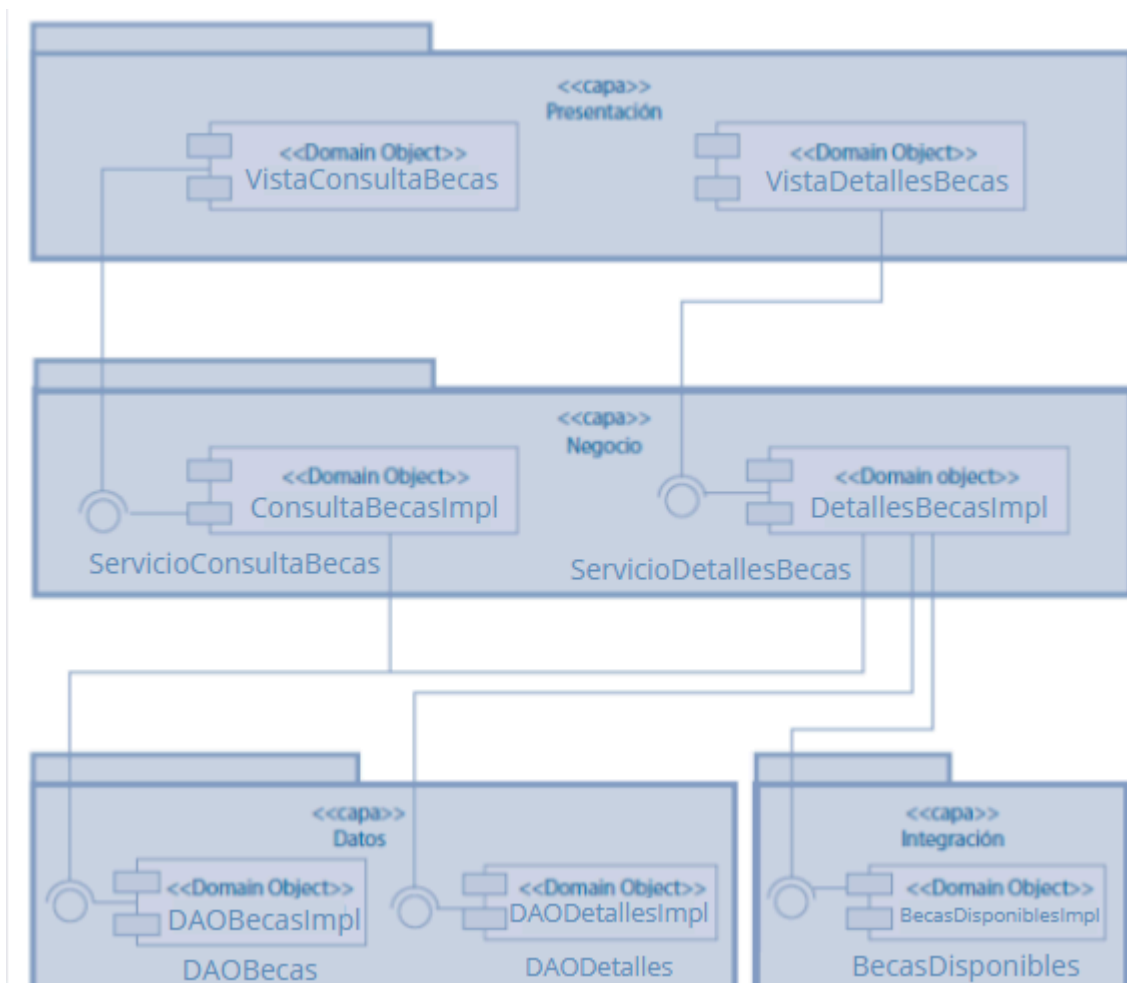 <<capa>>
Presentación
<<Domain Object>>
VistaConsultaBecas
<<Domain Object>>
VistaDetallesBecas
<<capa>>
Negocio
<<Domain Object>>
ConsultaBecasImpl
ServicioConsultaBecas
<<Domain object>>
DetallesBecasImpl
ServicioDetallesBecas
<<capa>>
Datos
<<Domain Object>>
DAOBecasImpl
DAOBecas
<<Domain Object>>
DAODetallesImpl
DAODetalles
<<capa>>
Integración
<<Domain Object>>
BecasDisponiblesImpl
BecasDisponibles